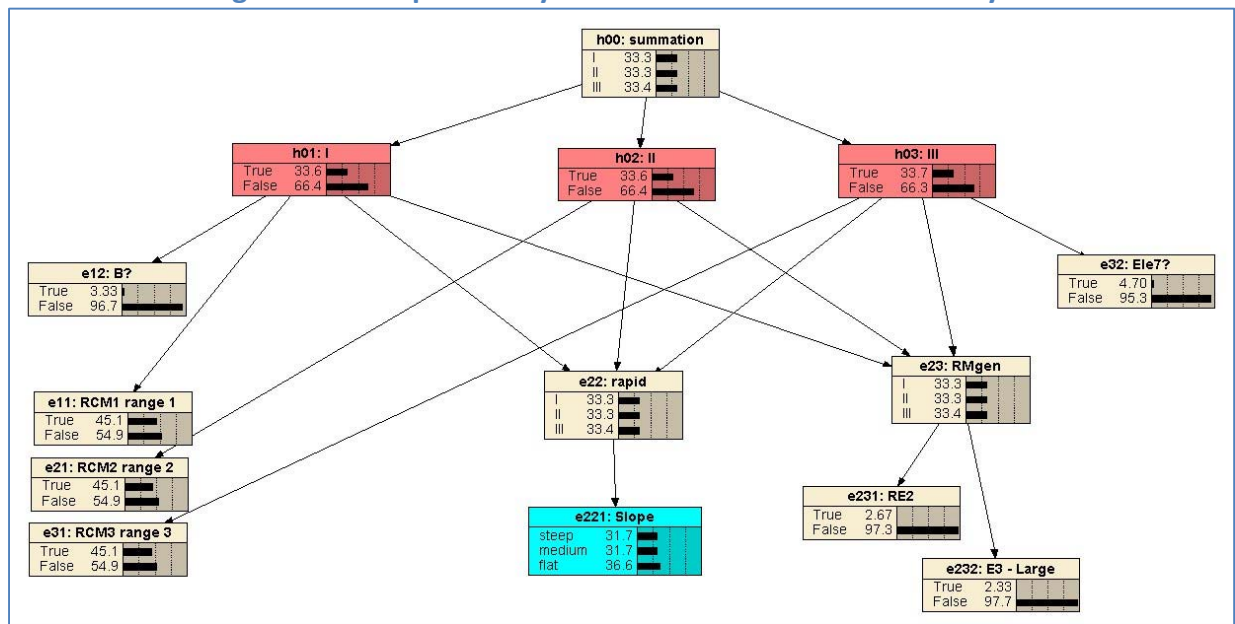 h00: summation
I 33.3
II 33.3
III 33.4
h01: I
True 33.6
False 66.4
h02: II
True 33.6
False 66.4
h03: III
True 33.7
False 66.3
e12: B?
True 3.33
False 96.7
e32: Ele7?
True 4.70
False 95.3
e11: RCM1 range 1
True 45.1
False 54.9
e21: RCM2 range 2
True 45.1
False 54.9
e31: RCM3 range 3
True 45.1
False 54.9
e22: rapid
I 33.3
II 33.3
III 33.4
e23: RMgen
I 33.3
II 33.3
III 33.4
e221: Slope
steep 31.7
medium 31.7
flat 36.6
e231: RE2
True 2.67
False 97.3
e232: E3 - Large
True 2.33
False 97.7